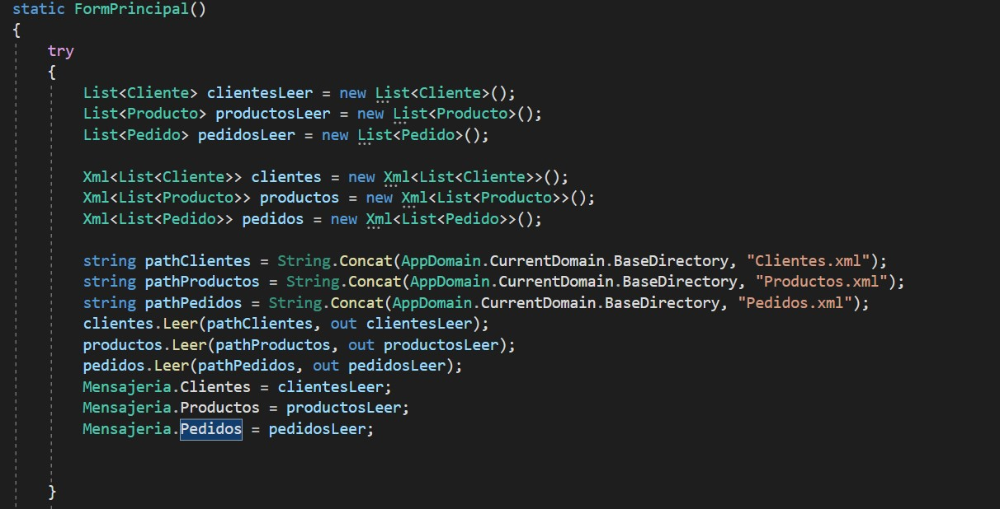 static FormPrincipal()
{
try
{
List<Cliente> clientesLeer = new List<Cliente>();
List<Producto> productosLeer = new List<Producto>();
List<Pedido> pedidosLeer = new List<Pedido>();
Xml<List<Cliente>> clientes = new Xml<List<Cliente>>();
Xml<List<Producto>> productos = new Xml<List<Producto>>();
Xml<List<Pedido>> pedidos = new Xml<List<Pedido>>();
string pathClientes = String.Concat(AppDomain.CurrentDomain.BaseDirectory, "Clientes.xml");
string pathProductos = String.Concat(AppDomain.CurrentDomain.BaseDirectory, "Productos.xml");
string pathPedidos = String.Concat(AppDomain.CurrentDomain.BaseDirectory, "Pedidos.xml");
clientes.Leer(pathClientes, out clientesLeer);
productos.Leer(pathProductos, out productosLeer);
pedidos.Leer(pathPedidos, out pedidosLeer);
Mensajeria.Clientes = clientesLeer;
Mensajeria.Productos = productosLeer;
Mensajeria.Pedidos = pedidosLeer;
}